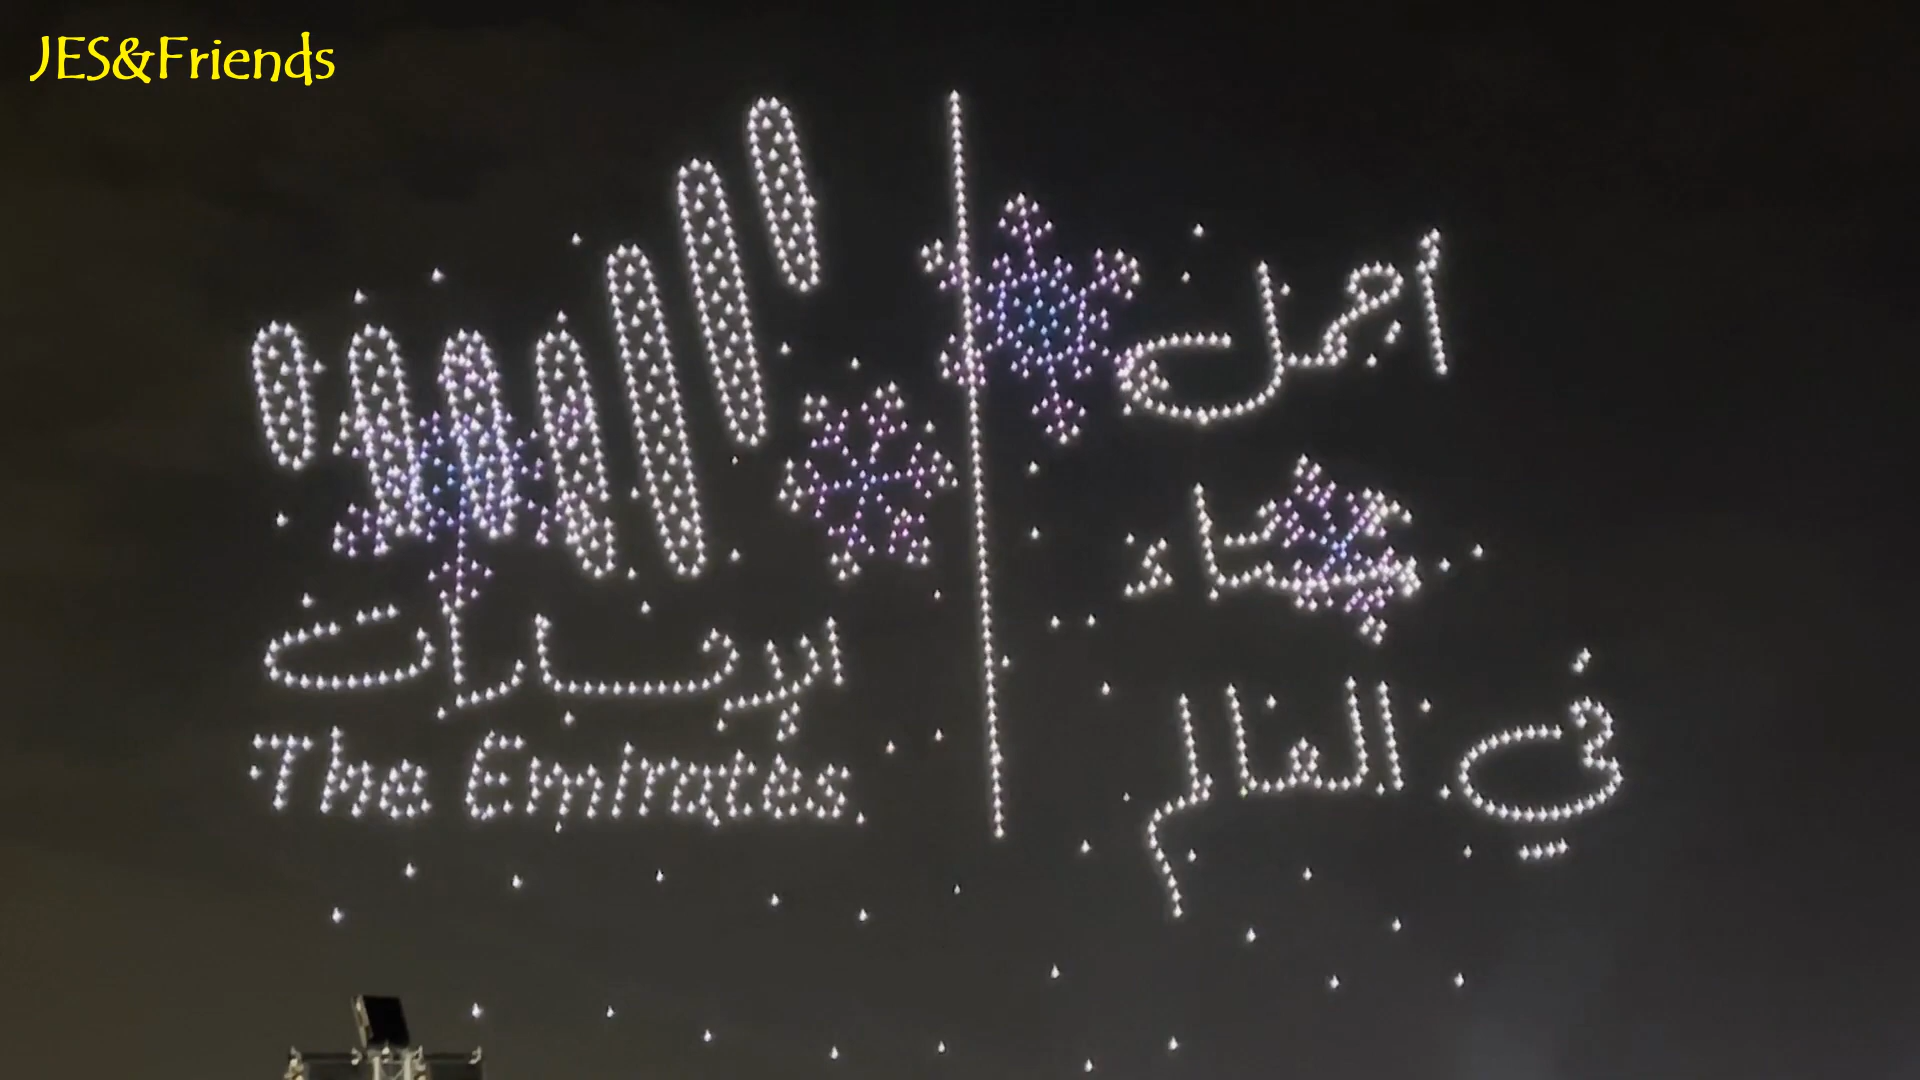 JES&Friends
أجمل
شتاء
في العالم
الإمارات
The Emirates